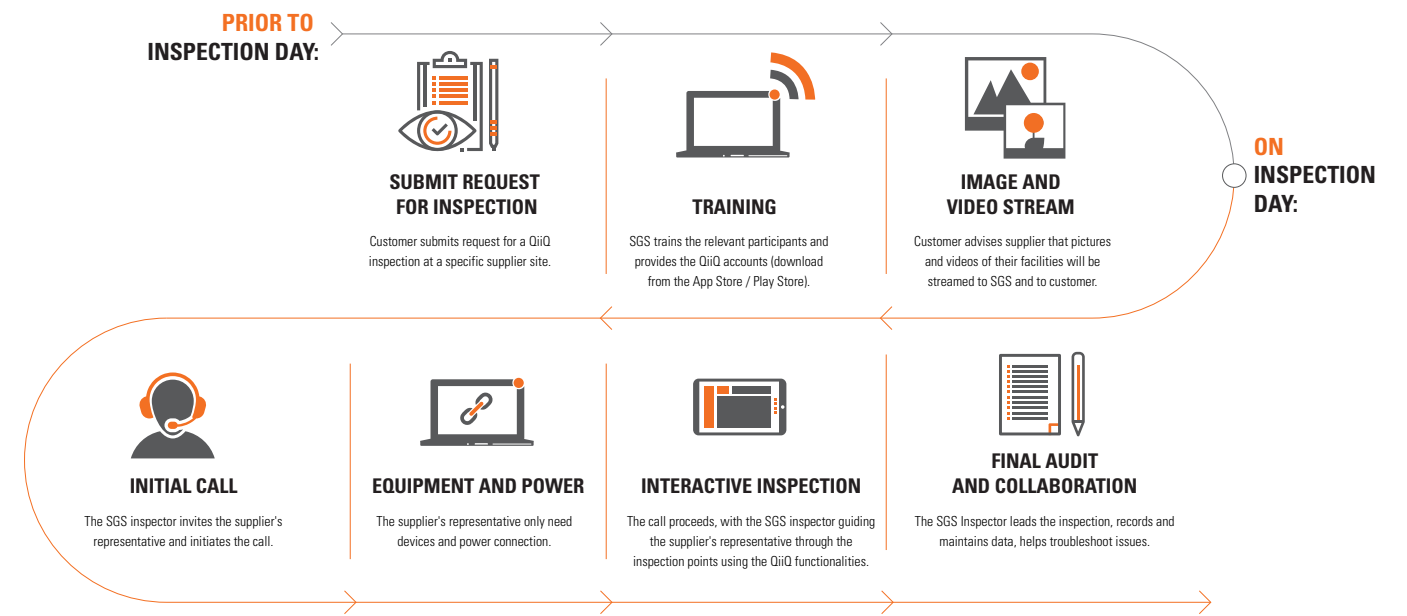 PRIOR TO
INSPECTION DAY:
SUBMIT REQUEST
FOR INSPECTION
Customer submits request for a QiiQ
inspection at a specific supplier site.
TRAINING
SGS trains the relevant participants and
provides the QiiQ accounts (download
from the App Store / Play Store).
IMAGE AND
VIDEO STREAM
Customer advises supplier that pictures
and videos of their facilities will be
streamed to SGS and to customer.
ON
INSPECTION
DAY:
INITIAL CALL
The SGS inspector invites the supplier's
representative and initiates the call.
EQUIPMENT AND POWER
The supplier's representative only need
devices and power connection.
INTERACTIVE INSPECTION
The call proceeds, with the SGS inspector guiding
the supplier's representative through the
inspection points using the QiiQ functionalities.
FINAL AUDIT
AND COLLABORATION
The SGS Inspector leads the inspection, records and
maintains data, helps troubleshoot issues.